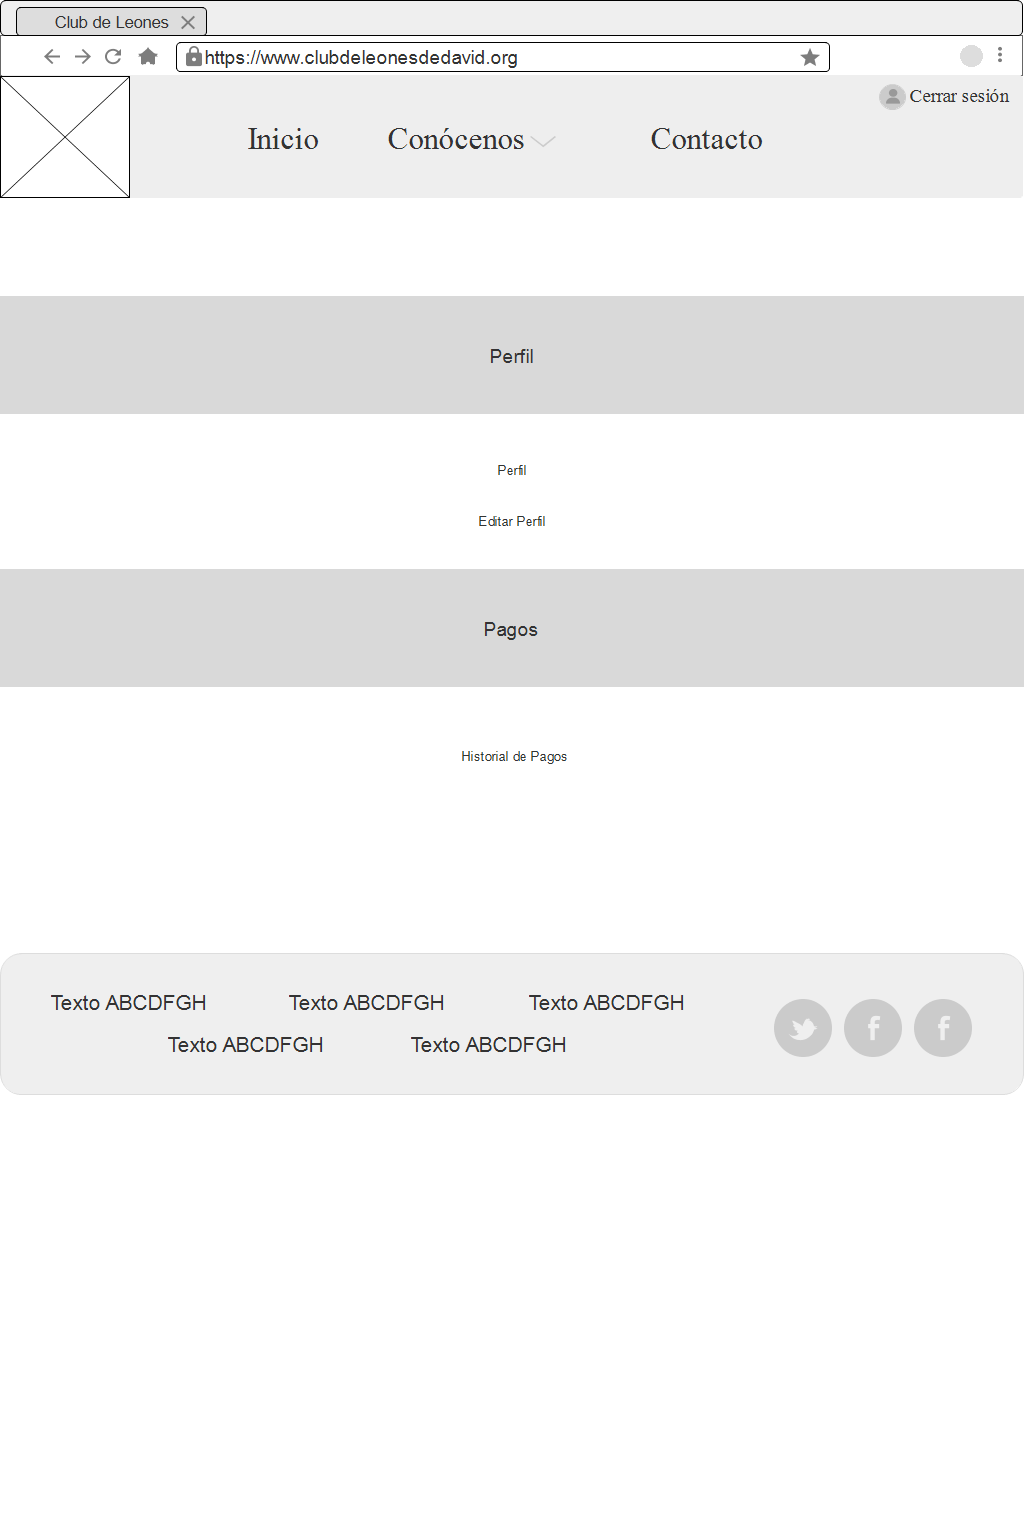 Club de Leones
https://www.clubdeleonesdedavid.org
Cerrar sesión
Inicio Conócenos Contacto
Perfil
Perfil
Editar Perfil
Pagos
Historial de Pagos
Texto ABCDFGH Texto ABCDFGH Texto ABCDFGH
Texto ABCDFGH Texto ABCDFGH